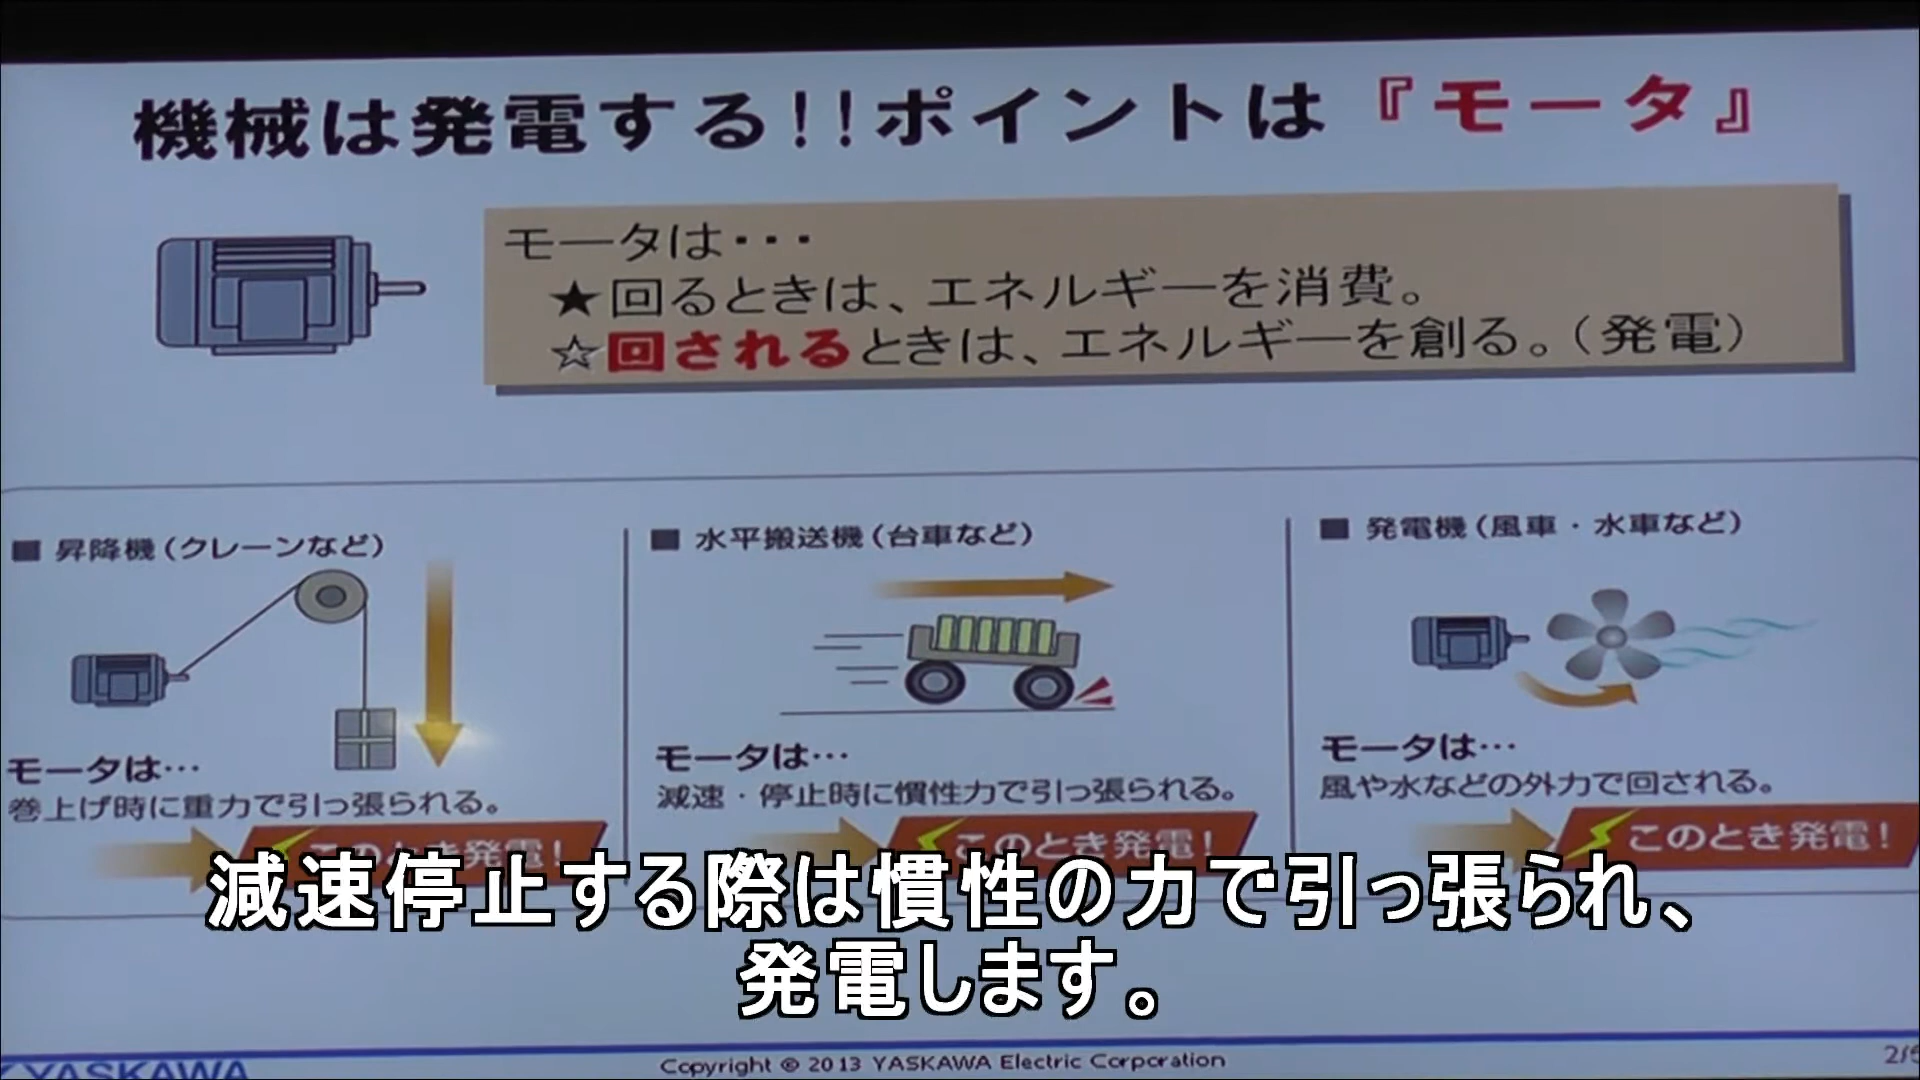 機械は発電する!!ポイントは『モータ』
モータは・・・
★回るときは、エネルギーを消費。
☆回されるときは、エネルギーを創る。(発電)
■ 昇降機(クレーンなど)
モータは…
巻上げ時に重力で引っ張られる。
このとき発電!
■ 水平搬送機(台車など)
モータは…
減速・停止時に慣性力で引っ張られる。
このとき発電!
■ 発電機(風車・水車など)
モータは…
風や水などの外力で回される。
このとき発電!
減速停止する際は慣性の力で引っ張られ、
発電します。
YASKAWA
Copyright © 2013 YASKAWA Electric Corporation